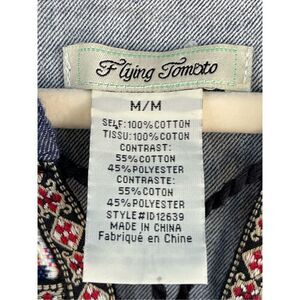 Flying Tomato
M/M
SELF:100%COTTON
TISSU:100%COTON
CONTRAST:
55%COTTON
45%POLYESTER
CONTRASTE:
55%COTON
45%POLYESTER
STYLE#ID12639
MADE IN CHINA
Fabriqué en Chine